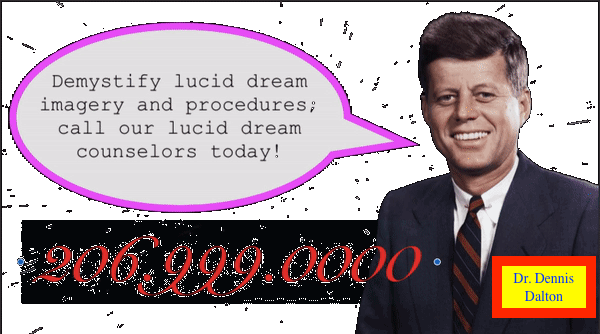 Demystify lucid dream
imagery and procedures;
call our lucid dream
counselors today!
206.999.0000
Dr. Dennis
Dalton